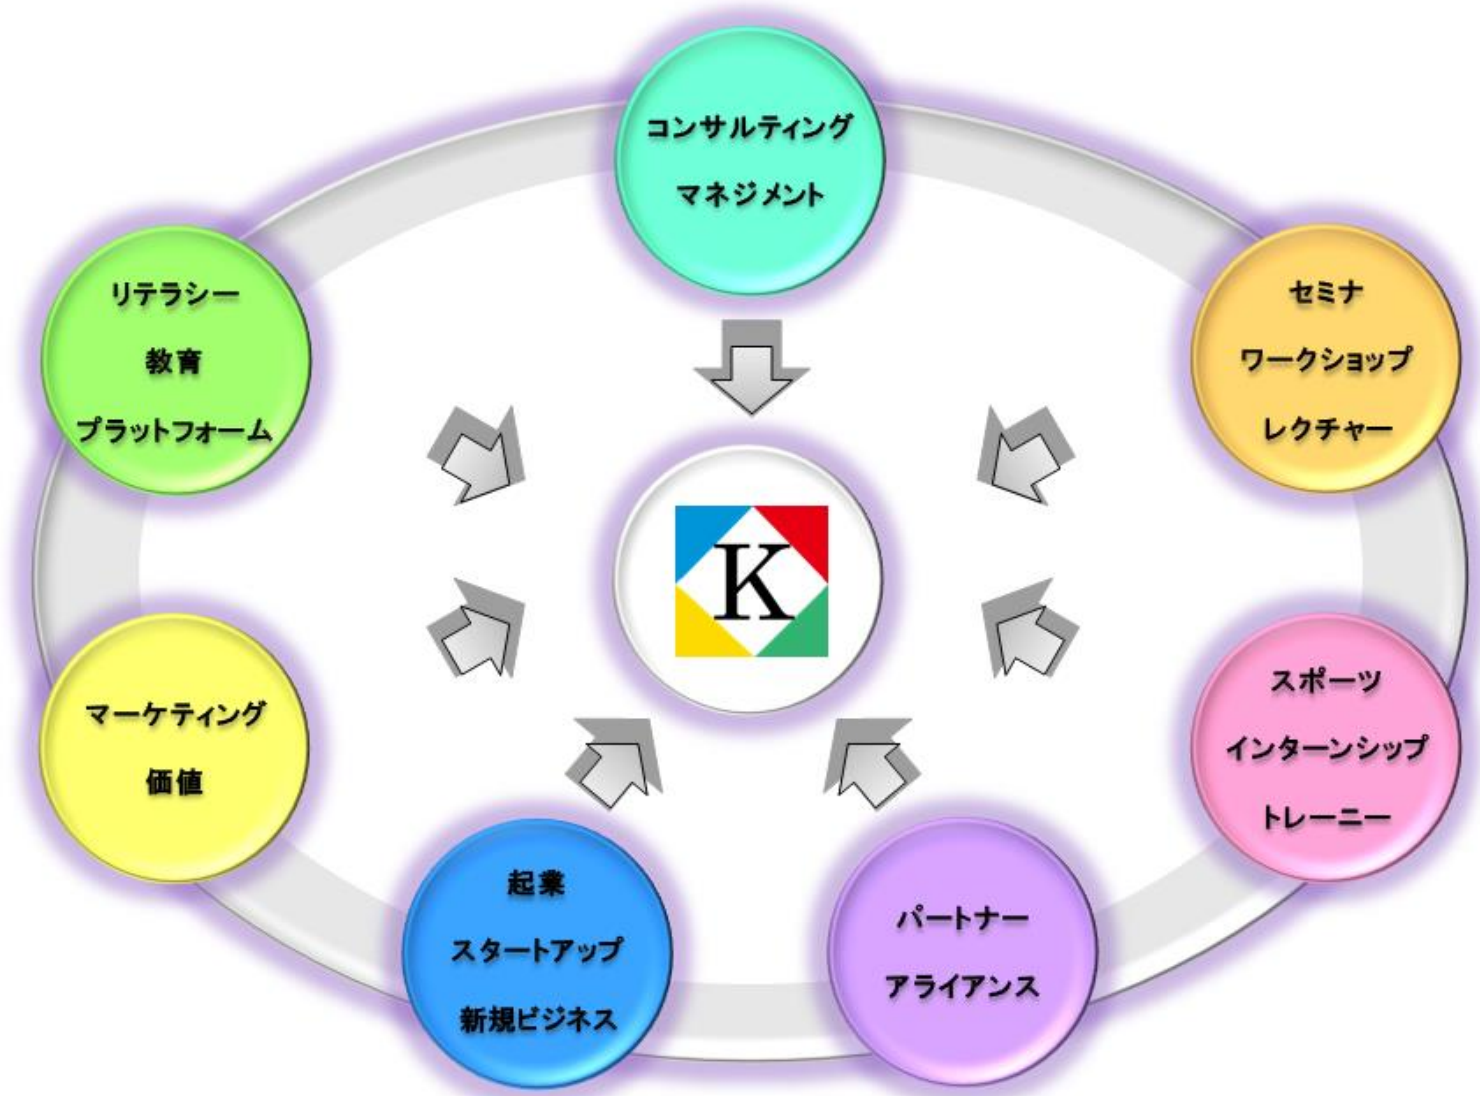 コンサルティング
マネジメント
リテラシー
教育
プラットフォーム
セミナ
ワークショップ
レクチャー
K
マーケティング
価値
スポーツ
インターンシップ
トレーニー
起業
スタートアップ
新規ビジネス
パートナー
アライアンス